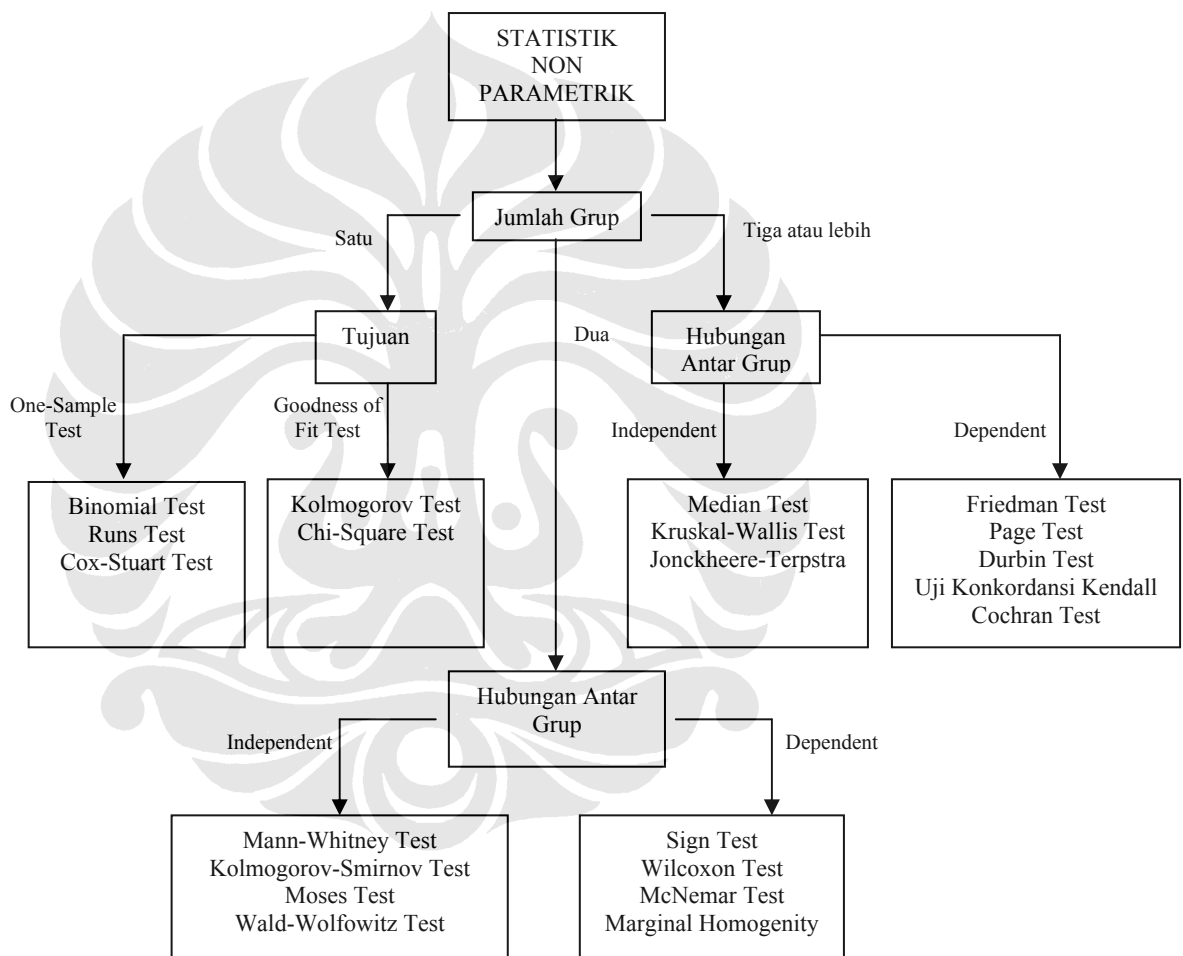 STATISTIK
NON
PARAMETRIK
Jumlah Grup
Satu
Tiga atau lebih
Dua
Tujuan
Hubungan
Antar Grup
One-Sample
Test
Goodness of
Fit Test
Independent
Dependent
Binomial Test
Runs Test
Cox-Stuart Test
Kolmogorov Test
Chi-Square Test
Median Test
Kruskal-Wallis Test
Jonckheere-Terpstra
Friedman Test
Page Test
Durbin Test
Uji Konkordansi Kendall
Cochran Test
Hubungan Antar
Grup
Independent
Dependent
Mann-Whitney Test
Kolmogorov-Smirnov Test
Moses Test
Wald-Wolfowitz Test
Sign Test
Wilcoxon Test
McNemar Test
Marginal Homogenity